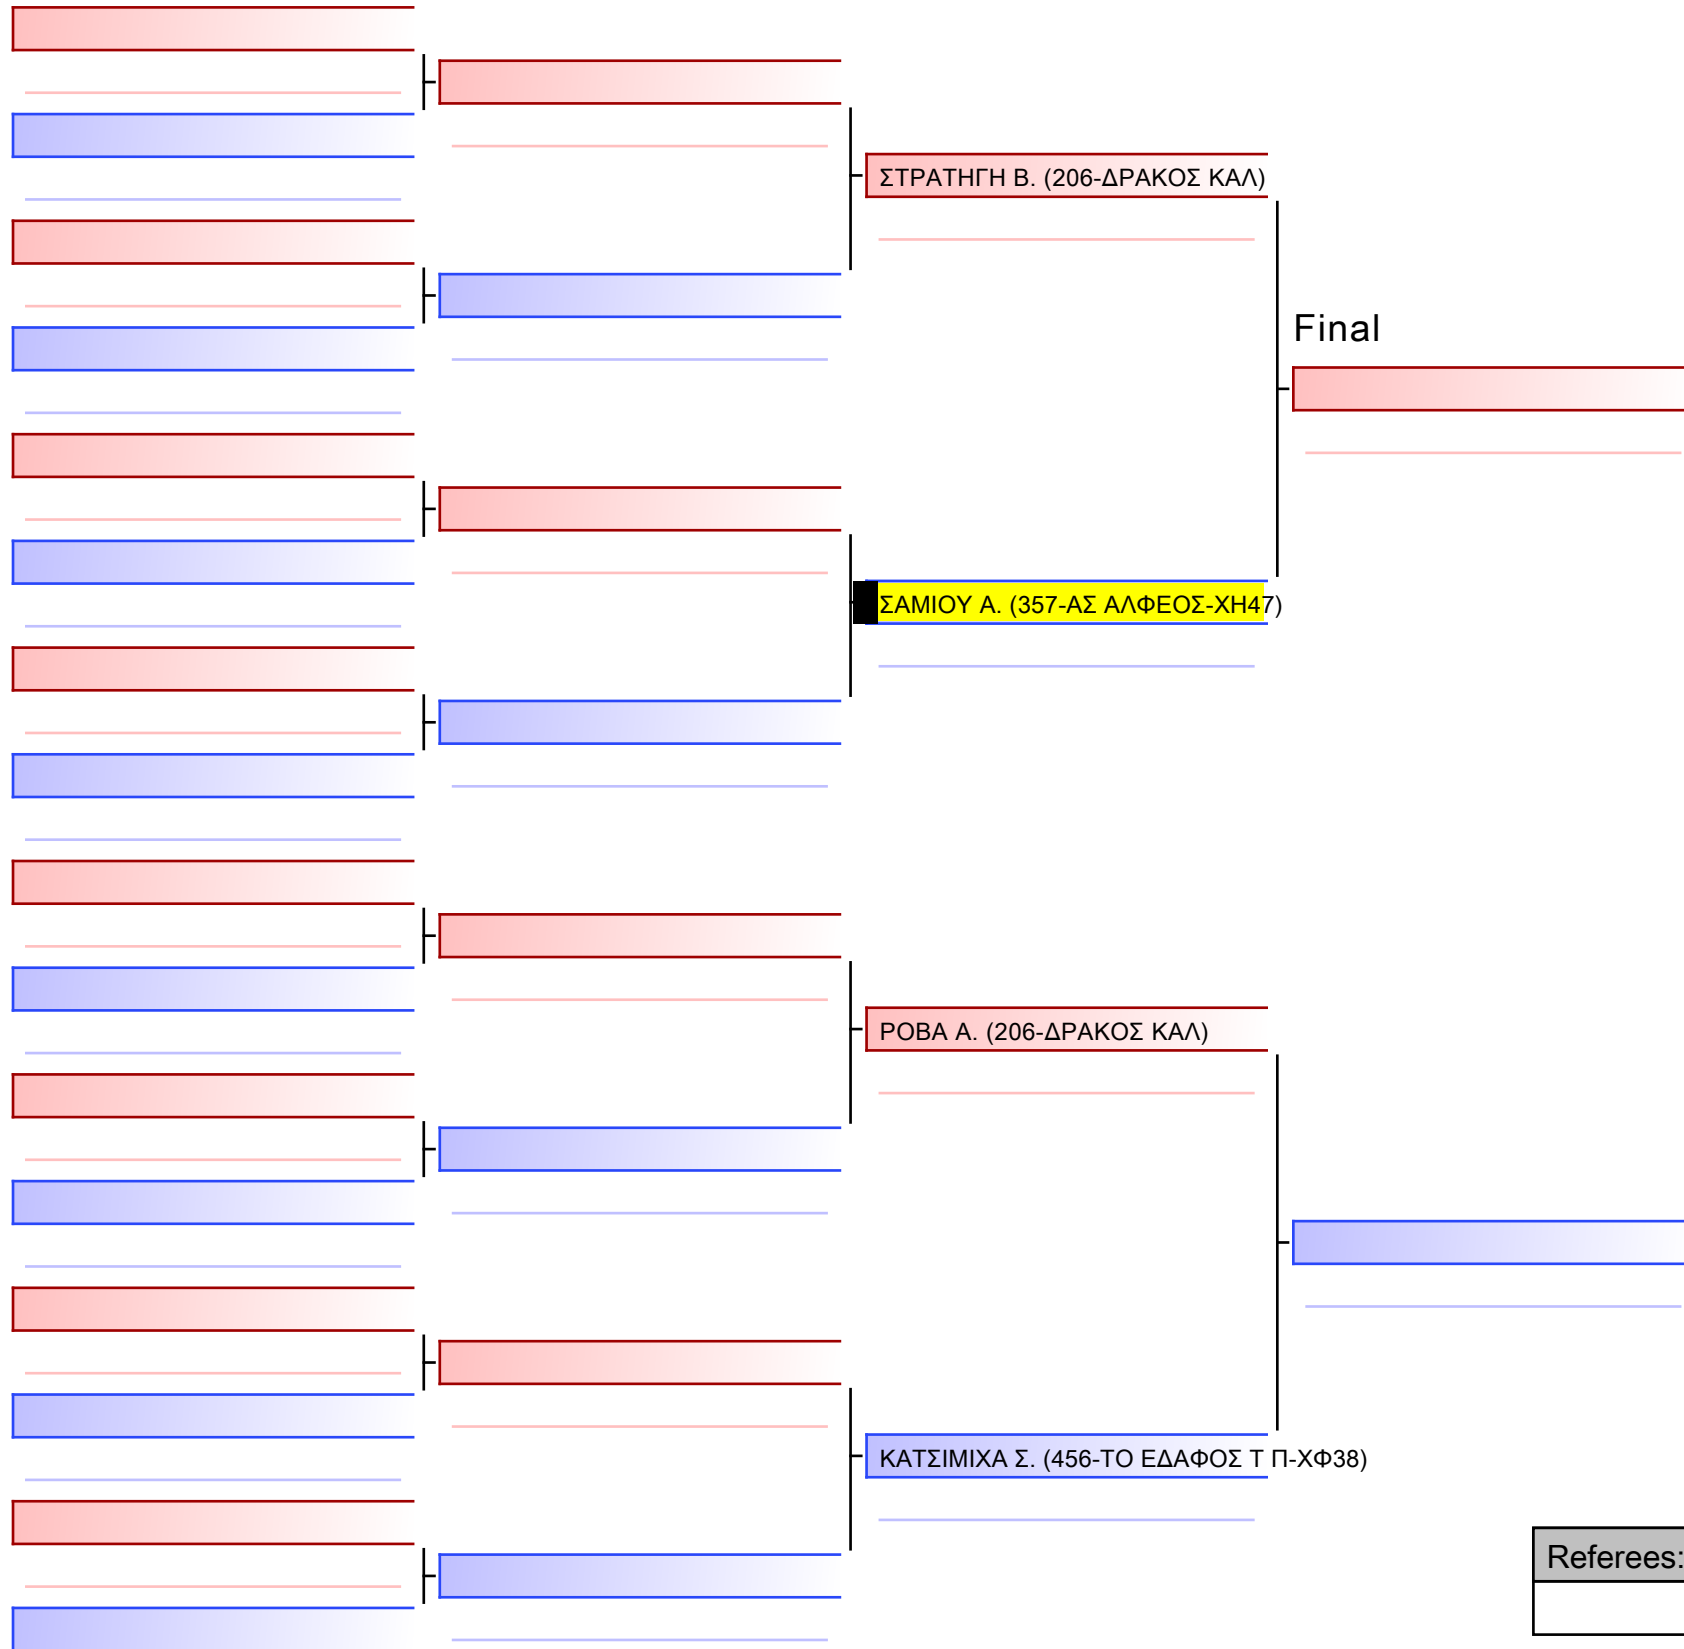 ΣΤΡΑΤΗΓΗ Β. (206-ΔΡΑΚΟΣ ΚΑΛ)
Final
ΣΑΜΙΟΥ Α. (357-ΑΣ ΑΛΦΕΟΣ-ΧΗ47)
ΡΟΒΑ Α. (206-ΔΡΑΚΟΣ ΚΑΛ)
ΚΑΤΣΙΜΙΧΑ Σ. (456-ΤΟ ΕΔΑΦΟΣ Τ Π-ΧΦ38)
Referees: